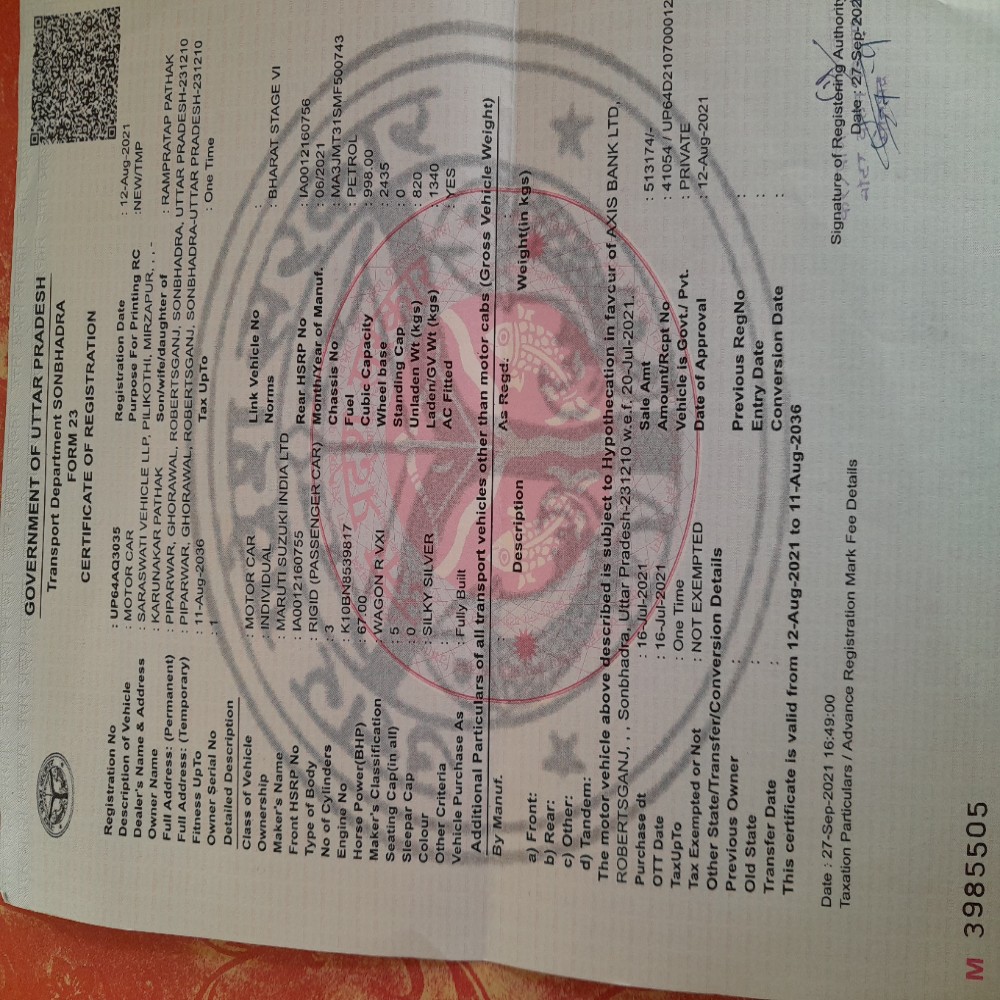 GOVERNMENT OF UTTAR PRADESH
Transport Department SONBHADRA
FORM 23
CERTIFICATE OF REGISTRATION
Registration No : UP64AQ3035 Registration Date : 12-Aug-2021
Description of Vehicle : MOTOR CAR Purpose For Printing RC :NEW/TMP
Dealer's Name & Address : SARASWATI VEHICLE LLP, PILIKOTHI, MIRZAPUR, , , -
Owner Name : KARUNAKAR PATHAK Son/wife/daughter of : RAMPRATAP PATHAK
Full Address: (Permanent) : PIPARWAR, GHORAWAL, ROBERTSGANJ, SONBHADRA, UTTAR PRADESH-231210
Full Address: (Temporary) : PIPARWAR, GHORAWAL, ROBERTSGANJ, SONBHADRA-UTTAR PRADESH-231210
Fitness UpTo : 11-Aug-2036 Tax UpTo : One Time
Owner Serial No : 1
Detailed Description
Class of Vehicle : MOTOR CAR Link Vehicle No :
Ownership : INDIVIDUAL Norms : BHARAT STAGE VI
Maker's Name : MARUTI SUZUKI INDIA LTD
Front HSRP No : IA0012160755 Rear HSRP No : IA0012160756
Type of Body : RIGID (PASSENGER CAR) Month/Year of Manuf. : 06/2021
No of Cylinders : 3 Chassis No : MA3JMT31SMF500743
Engine No : K10BN8539817 Fuel : PETROL
Horse Power(BHP) : 67.00 Cubic Capacity : 998.00
Maker's Classification : WAGON R VXI Wheel base : 2435
Seating Cap(in all) : 5 Standing Cap : 0
Sleepar Cap : 0 Unladen Wt (kgs) : 820
Colour : SILKY SILVER Laden/GV Wt (kgs) : 1340
Other Criteria : AC Fitted : YES
Vehicle Purchase As : Fully Built
Additional Particulars of all transport vehicles other than motor cabs (Gross Vehicle Weight)
By Manuf. : As Regd. :
Description Weight(in kgs)
a) Front:
b) Rear:
c) Other:
d) Tandem:
The motor vehicle above described is subject to Hypothecation in favour of AXIS BANK LTD,
ROBERTSGANJ, , , Sonbhadra, Uttar Pradesh-231210 w.e.f. 20-Jul-2021.
Purchase dt : 16-Jul-2021 Sale Amt : 513174/-
OTT Date : 16-Jul-2021 Amount/Rcpt No : 41054 / UP64D210700012
TaxUpTo : One Time Vehicle is Govt./ Pvt. : PRIVATE
Tax Exempted or Not : NOT EXEMPTED Date of Approval : 12-Aug-2021
Other State/Transfer/Conversion Details
Previous Owner : Previous RegNo :
Old State : Entry Date :
Transfer Date : Conversion Date :
This certificate is valid from 12-Aug-2021 to 11-Aug-2036
Date : 27-Sep-2021 16:49:00
Taxation Particulars / Advance Registration Mark Fee Details
Signature of Registering Authority
Date : 27-Sep-202
M 3985505